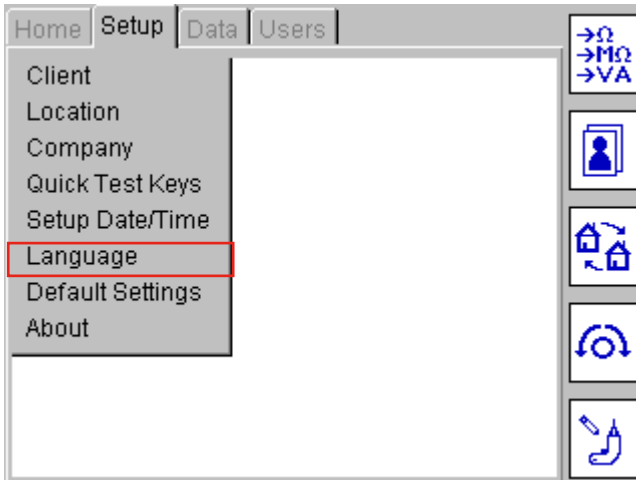 Home Setup Data Users
Client
Location
Company
Quick Test Keys
Setup Date/Time
Language
Default Settings
About
→Ω
→MΩ
→VA